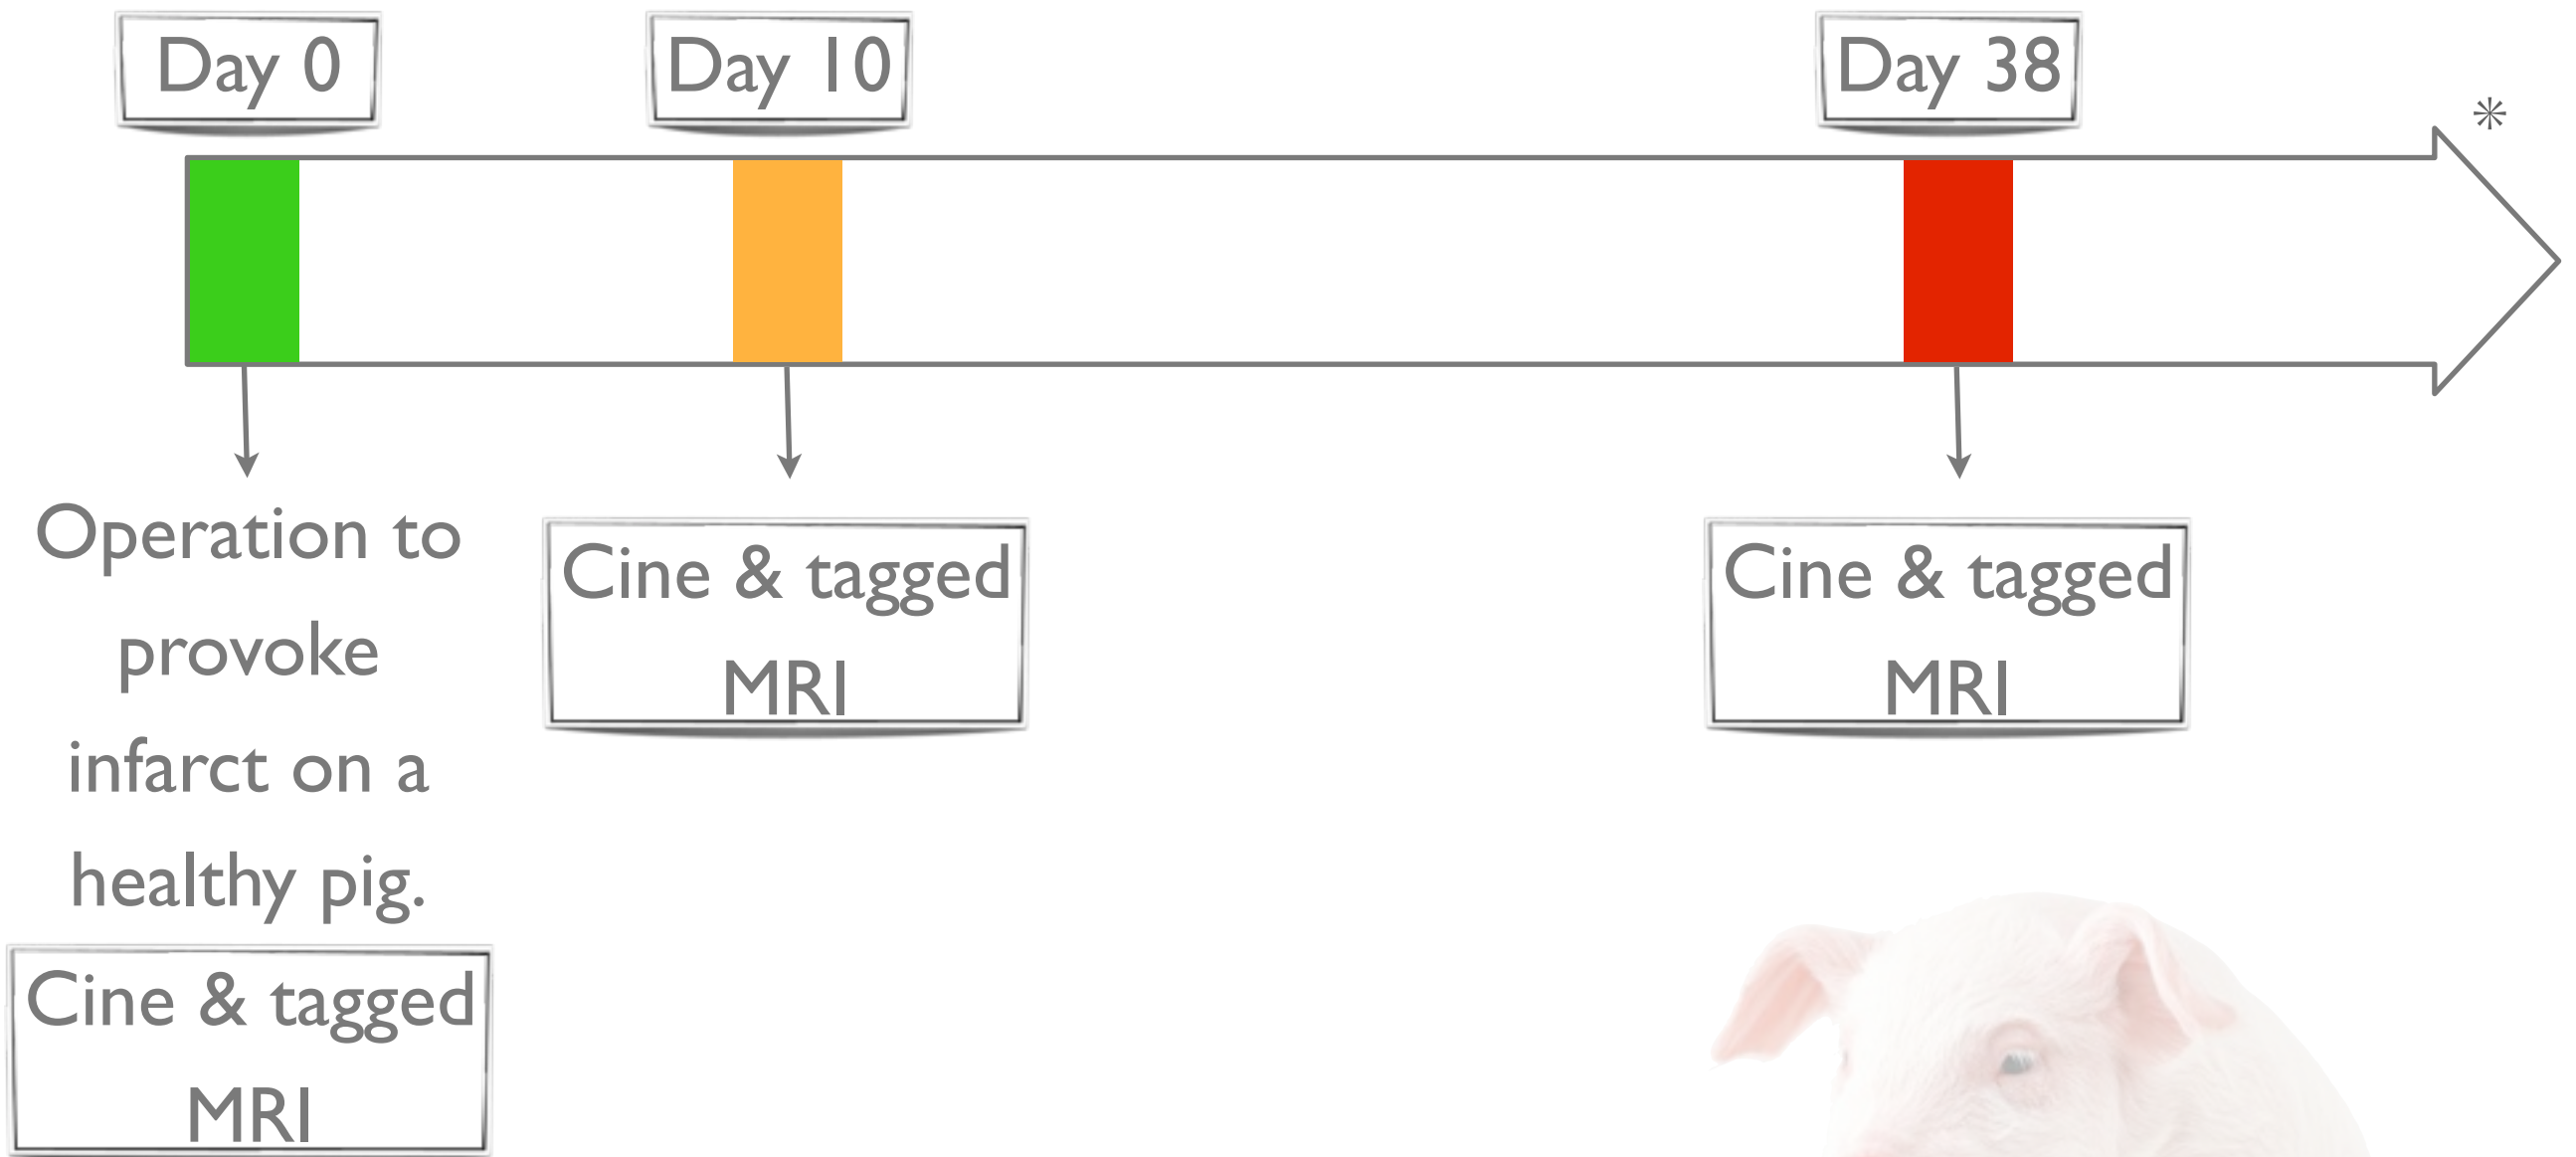 Day 0
Day 10
Day 38
*
Operation to
provoke
infarct on a
healthy pig.
Cine & tagged
MRI
Cine & tagged
MRI
Cine & tagged
MRI